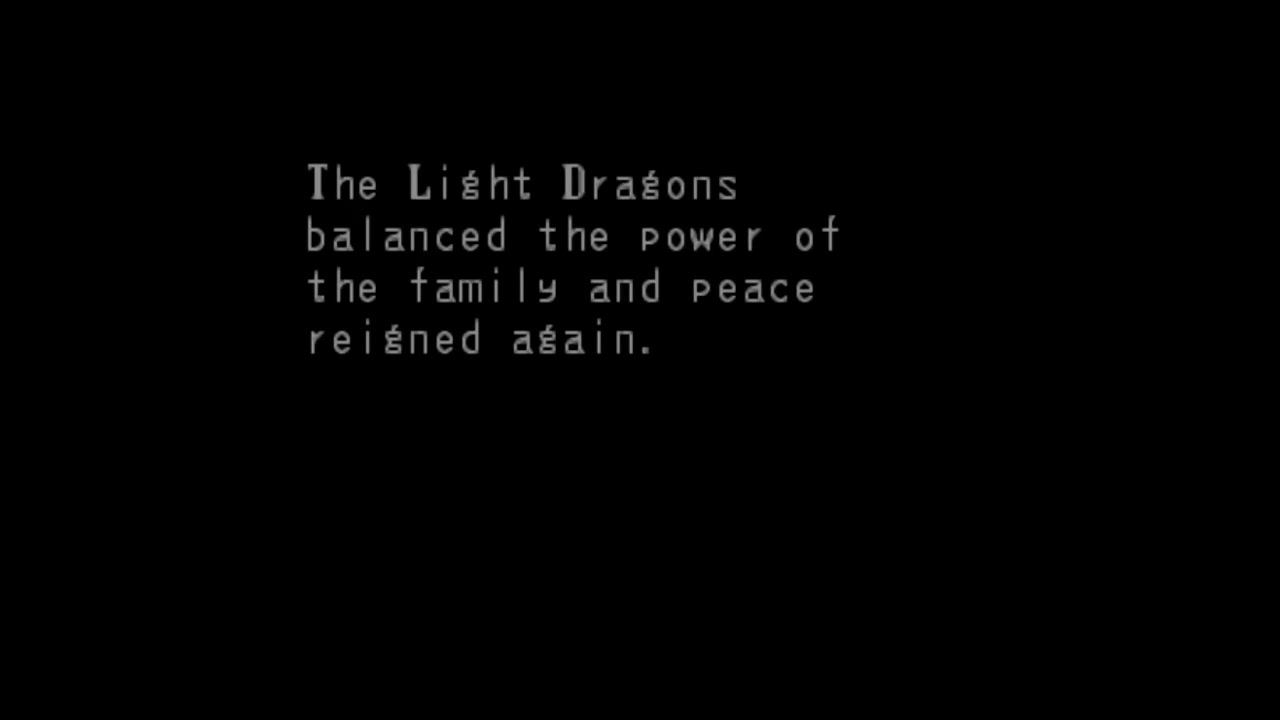 The Light Dragons
balanced the power of
the family and peace
reigned again.